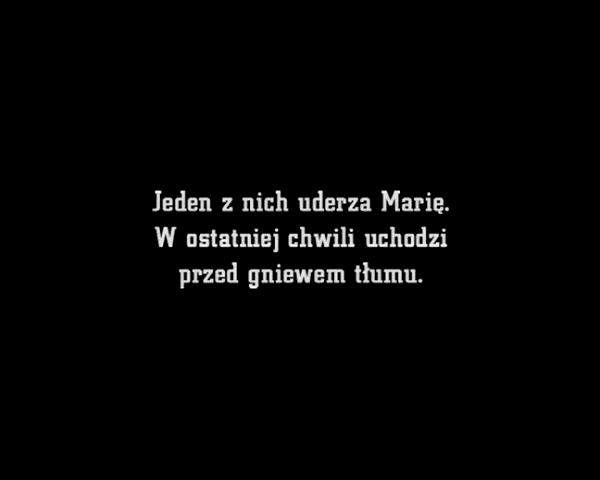 Jeden z nich uderza Marię.
W ostatniej chwili uchodzi
przed gniewem tłumu.